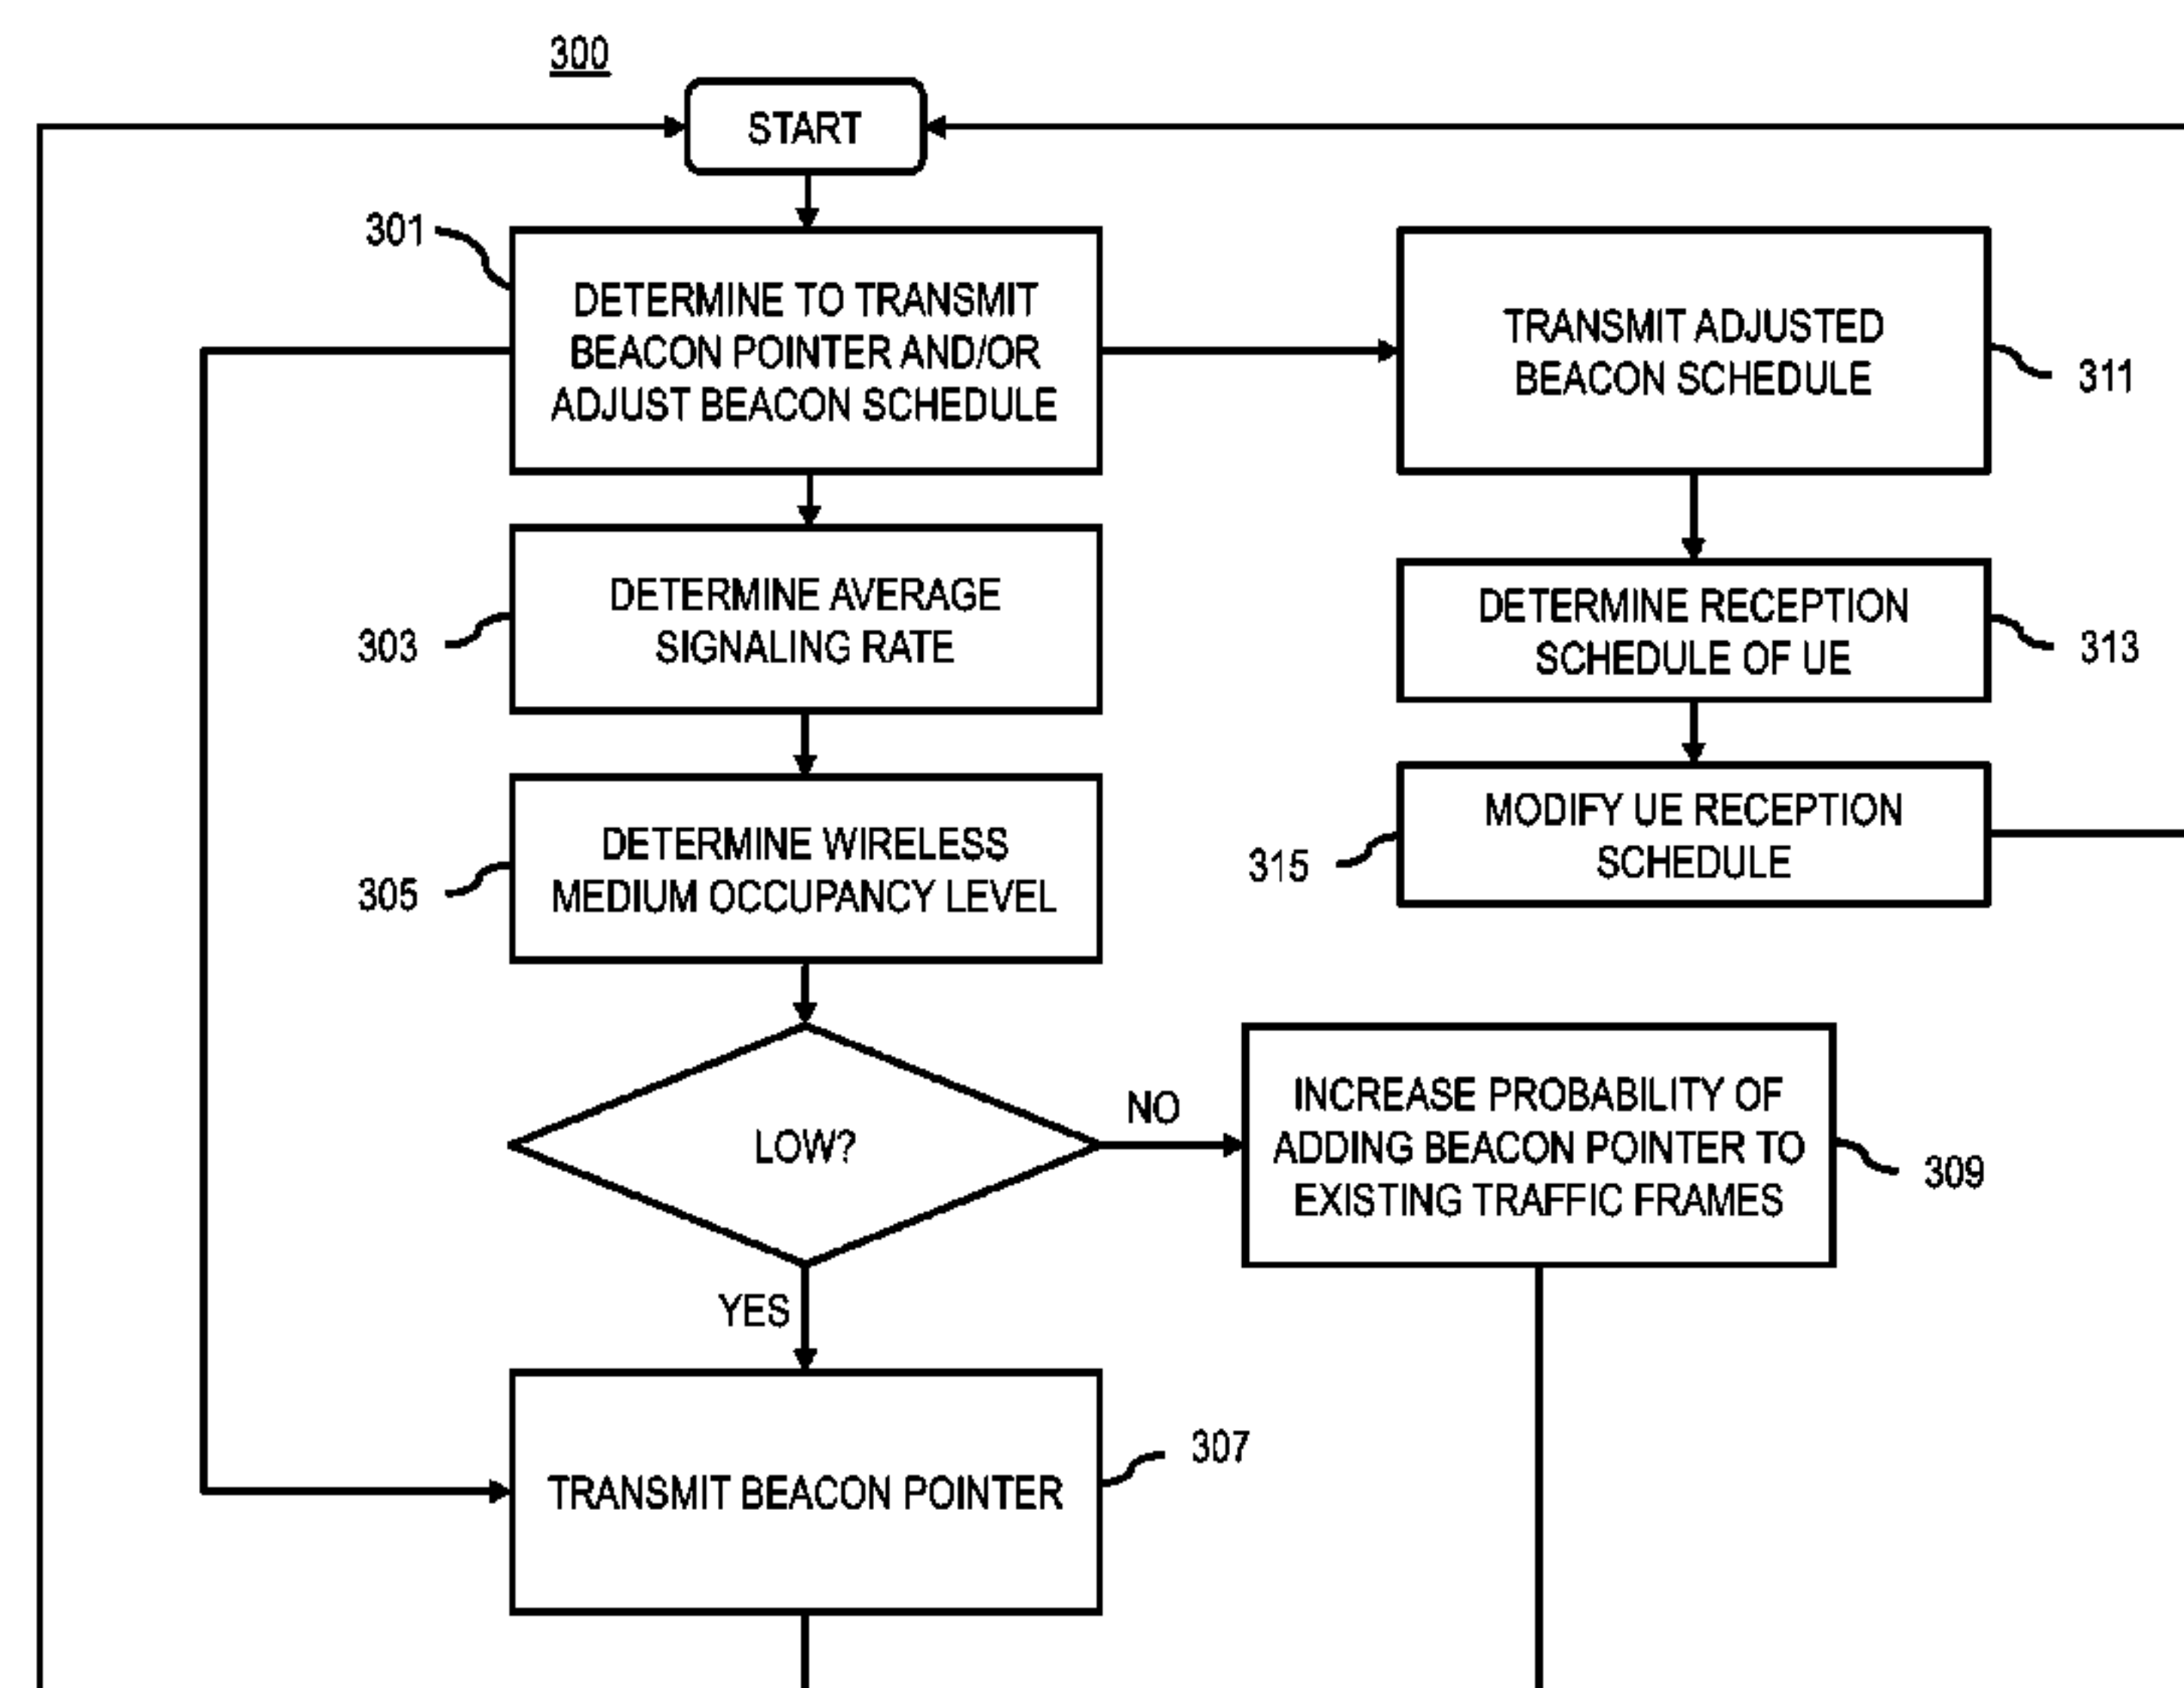 300
START
301
DETERMINE TO TRANSMIT
BEACON POINTER AND/OR
ADJUST BEACON SCHEDULE
TRANSMIT ADJUSTED
BEACON SCHEDULE
311
303
DETERMINE AVERAGE
SIGNALING RATE
DETERMINE RECEPTION
SCHEDULE OF UE
313
305
DETERMINE WIRELESS
MEDIUM OCCUPANCY LEVEL
315
MODIFY UE RECEPTION
SCHEDULE
LOW?
NO
INCREASE PROBABILITY OF
ADDING BEACON POINTER TO
EXISTING TRAFFIC FRAMES
309
YES
TRANSMIT BEACON POINTER
307